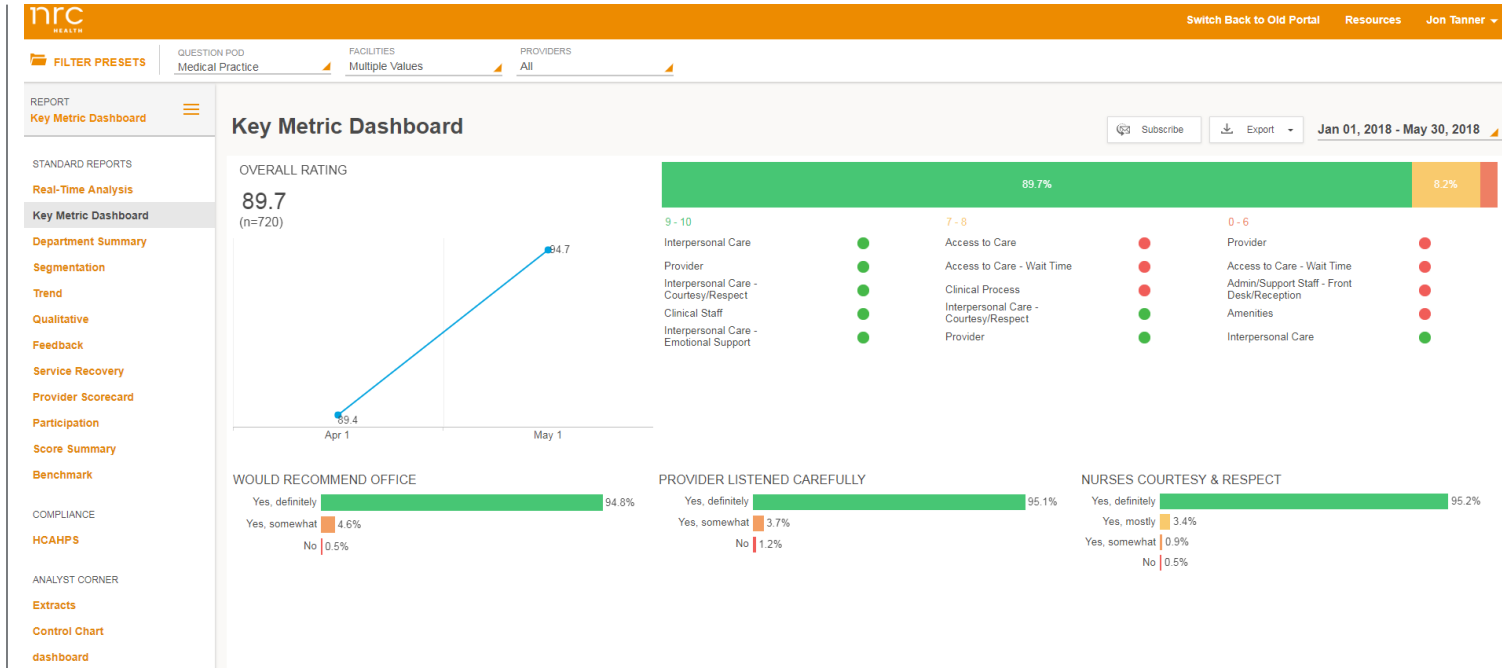 nrc
HEALTH
Switch Back to Old Portal Resources Jon Tanner
FILTER PRESETS
QUESTION POD
Medical Practice
FACILITIES
Multiple Values
PROVIDERS
All
REPORT
Key Metric Dashboard
STANDARD REPORTS
Real-Time Analysis
Key Metric Dashboard
Department Summary
Segmentation
Trend
Qualitative
Feedback
Service Recovery
Provider Scorecard
Participation
Score Summary
Benchmark
COMPLIANCE
HCAHPS
ANALYST CORNER
Extracts
Control Chart
dashboard
Key Metric Dashboard
Subscribe
Export
Jan 01, 2018 - May 30, 2018
OVERALL RATING
89.7
(n=720)
94.7
89.4
Apr 1
May 1
89.7%
8.2%
9 - 10
Interpersonal Care
Provider
Interpersonal Care -
Courtesy/Respect
Clinical Staff
Interpersonal Care -
Emotional Support
7 - 8
Access to Care
Access to Care - Wait Time
Clinical Process
Interpersonal Care -
Courtesy/Respect
Provider
0 - 6
Provider
Access to Care - Wait Time
Admin/Support Staff - Front
Desk/Reception
Amenities
Interpersonal Care
WOULD RECOMMEND OFFICE
Yes, definitely 94.8%
Yes, somewhat 4.6%
No 0.5%
PROVIDER LISTENED CAREFULLY
Yes, definitely 95.1%
Yes, somewhat 3.7%
No 1.2%
NURSES COURTESY & RESPECT
Yes, definitely 95.2%
Yes, mostly 3.4%
Yes, somewhat 0.9%
No 0.5%